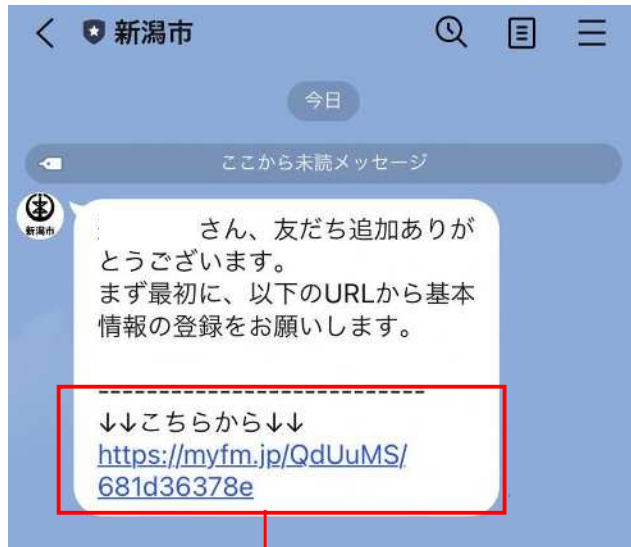 新潟市
今日
ここから未読メッセージ
新潟市
さん、友だち追加ありが
とうございます。
まず最初に、以下のURLから基本
情報の登録をお願いします。
---------------------------
↓↓こちらから↓↓
https://myfm.jp/QdUuMS/
681d36378e